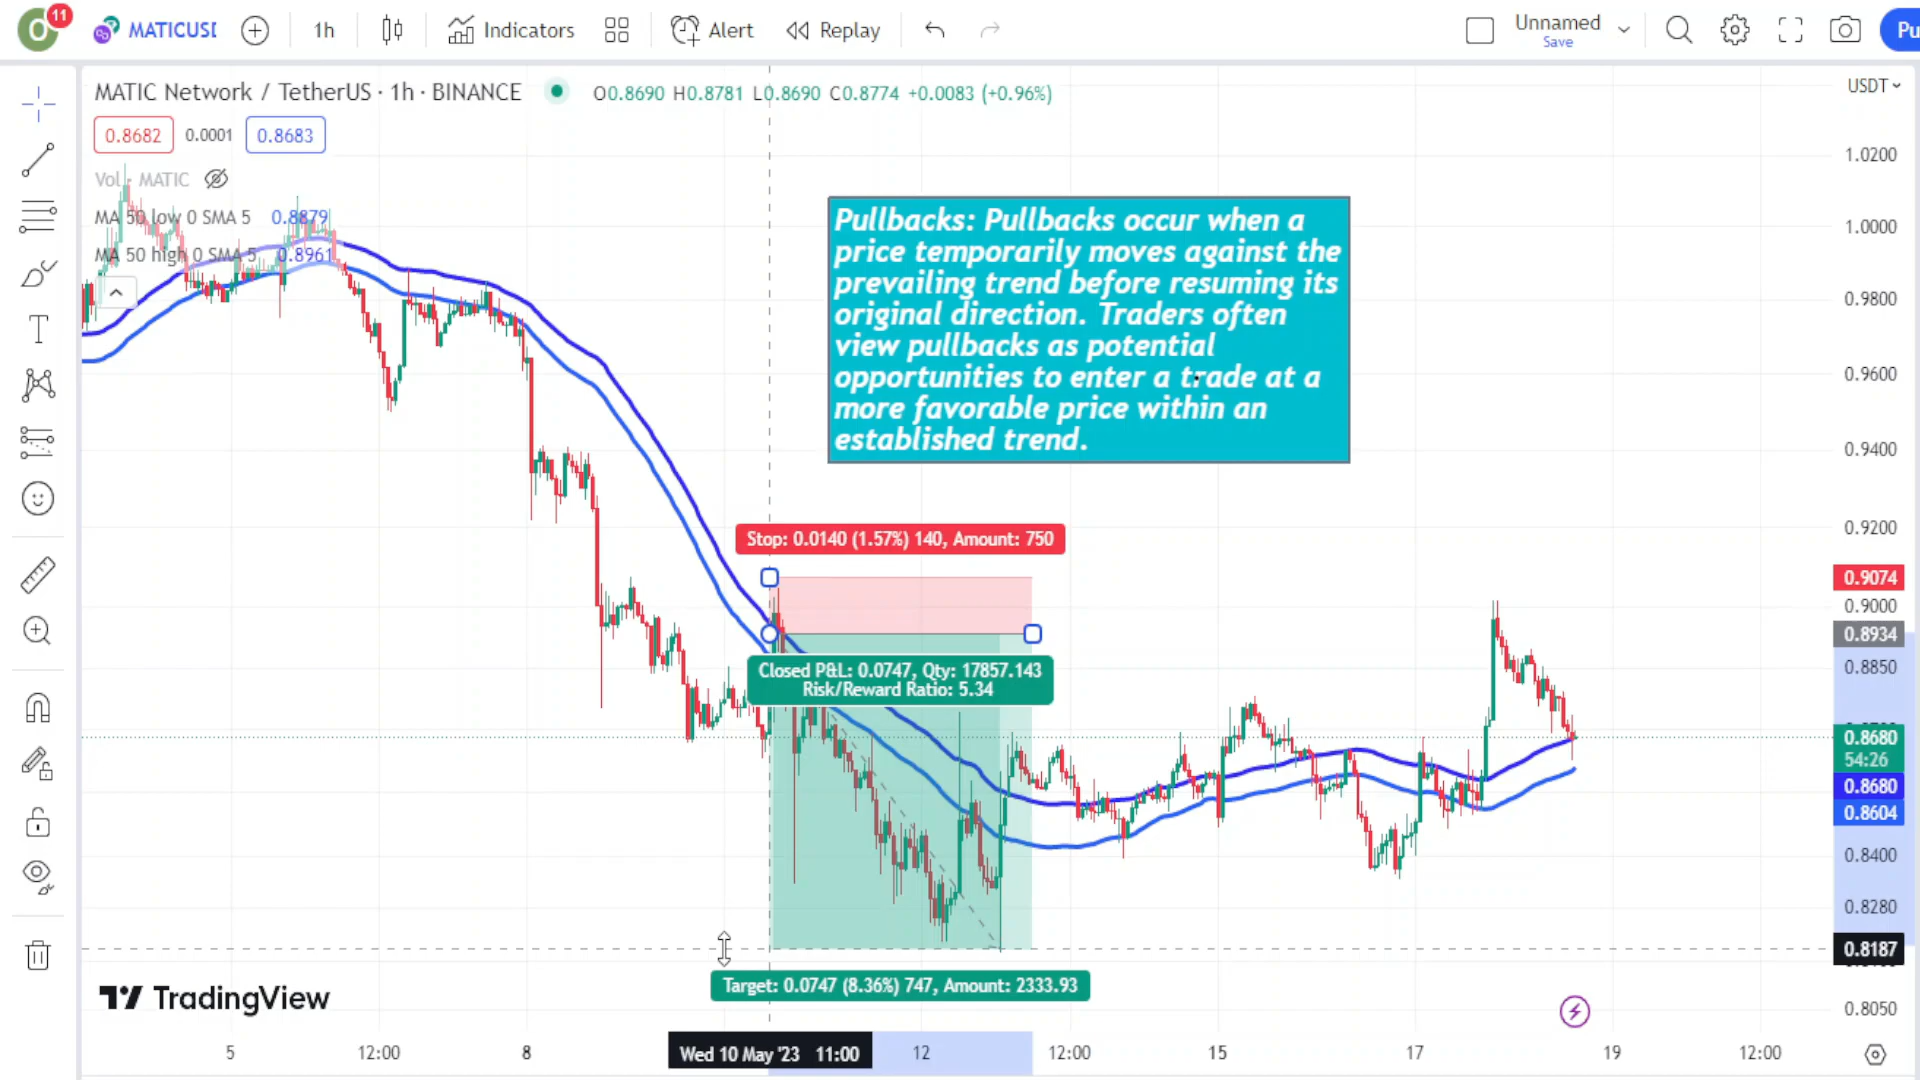 O
11
MATICUSI
1h
Indicators
Alert
Replay
Unnamed
Save
Pu
MATIC Network / TetherUS · 1h · BINANCE
O0.8690 H0.8781 L0.8690 C0.8774 +0.0083 (+0.96%)
USDT
0.8682
0.0001
0.8683
Vol · MATIC
MA 50 low 0 SMA 5 0.8879
MA 50 high 0 SMA 5 0.8961
Pullbacks: Pullbacks occur when a
price temporarily moves against the
prevailing trend before resuming its
original direction. Traders often
view pullbacks as potential
opportunities to enter a trade at a
more favorable price within an
established trend.
Stop: 0.0140 (1.57%) 140, Amount: 750
Closed P&L: 0.0747, Qty: 17857.143
Risk/Reward Ratio: 5.34
Target: 0.0747 (8.36%) 747, Amount: 2333.93
1.0200
1.0000
0.9800
0.9600
0.9400
0.9200
0.9074
0.9000
0.8934
0.8850
0.8680
54:26
0.8680
0.8604
0.8400
0.8280
0.8187
0.8050
TradingView
5
12:00
8
Wed 10 May '23 11:00
12
12:00
15
17
19
12:00